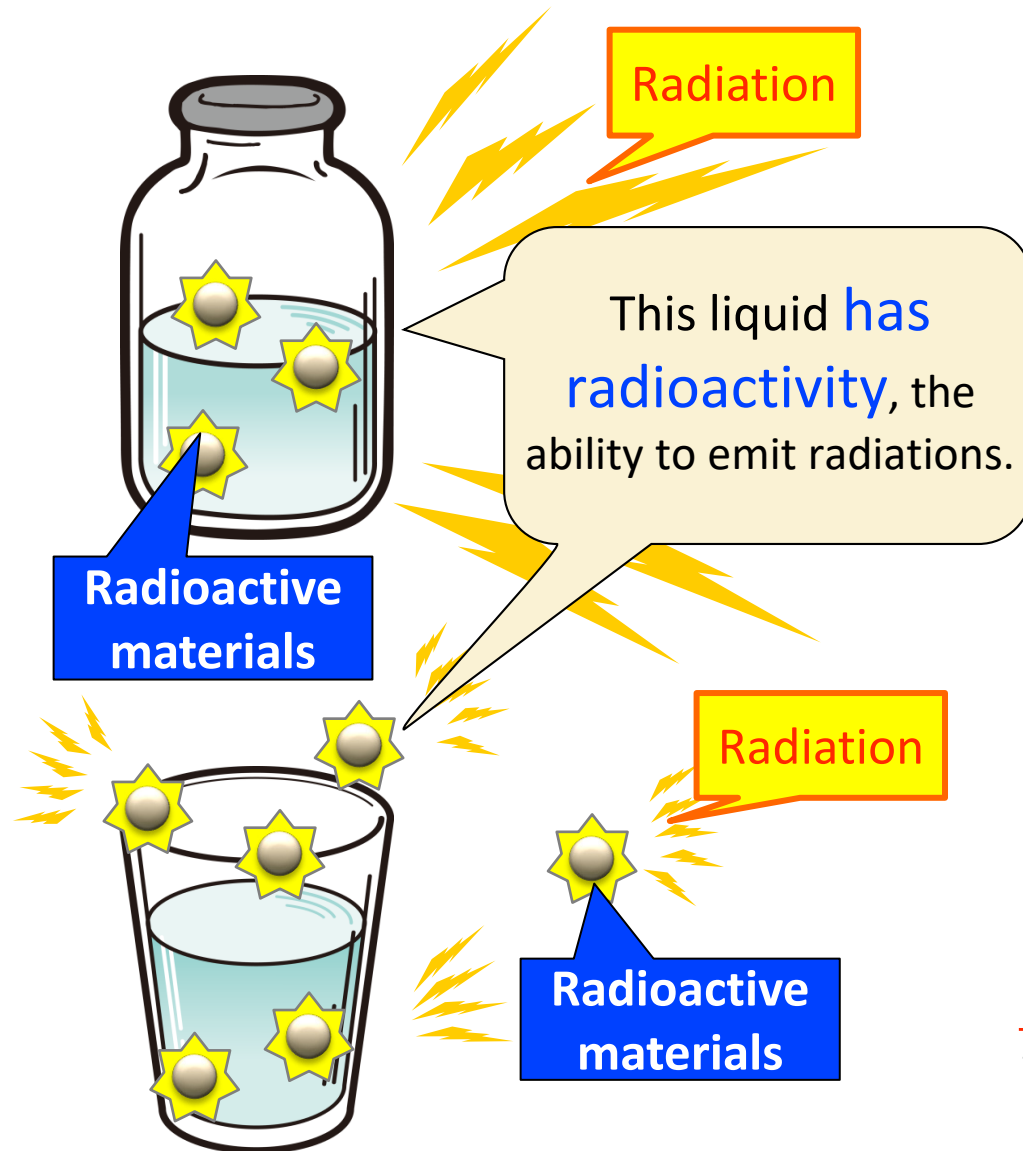 Radiation
This liquid has
radioactivity, the
ability to emit radiations.
Radioactive
materials
Radiation
Radioactive
materials